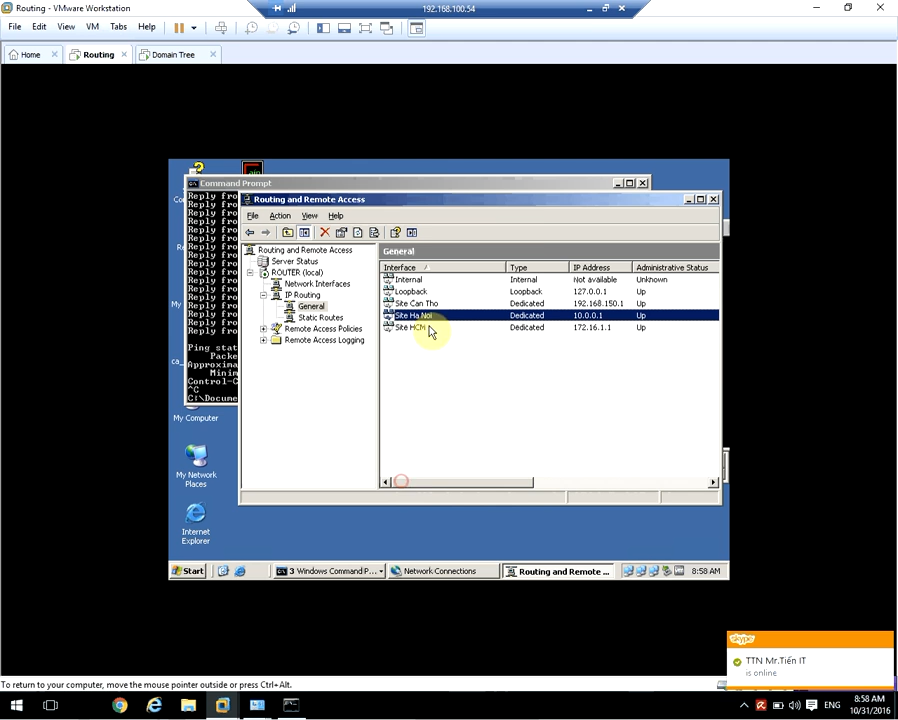 Routing - VMware Workstation
192.168.100.54
File Edit View VM Tabs Help
Home
Routing
Domain Tree
Command Prompt
Reply fro
Reply fro
Reply fro
Reply fro
Reply fro
Reply fro
Reply fro
Reply fro
Reply fro
Reply fro
Reply fro
Reply fro
Ping stat
Packe
Approxima
Minim
Control-C
^C
C:\Docume
Routing and Remote Access
File Action View Help
Routing and Remote Access
Server Status
ROUTER (local)
Network Interfaces
IP Routing
General
Static Routes
Remote Access Policies
Remote Access Logging
General
Interface Type IP Address Administrative Status
Internal Internal Not available Unknown
Loopback Loopback 127.0.0.1 Up
Site Can Tho Dedicated 192.168.150.1 Up
Site Ha Noi Dedicated 10.0.0.1 Up
Site HCM Dedicated 172.16.1.1 Up
My
ca_
My Computer
My Network
Places
Internet
Explorer
Start
3 Windows Command P...
Network Connections
Routing and Remote ...
8:58 AM
skype
TTN Mr.Tiến IT
is online
To return to your computer, move the mouse pointer outside or press Ctrl+Alt.
ENG
8:58 AM
10/31/2016